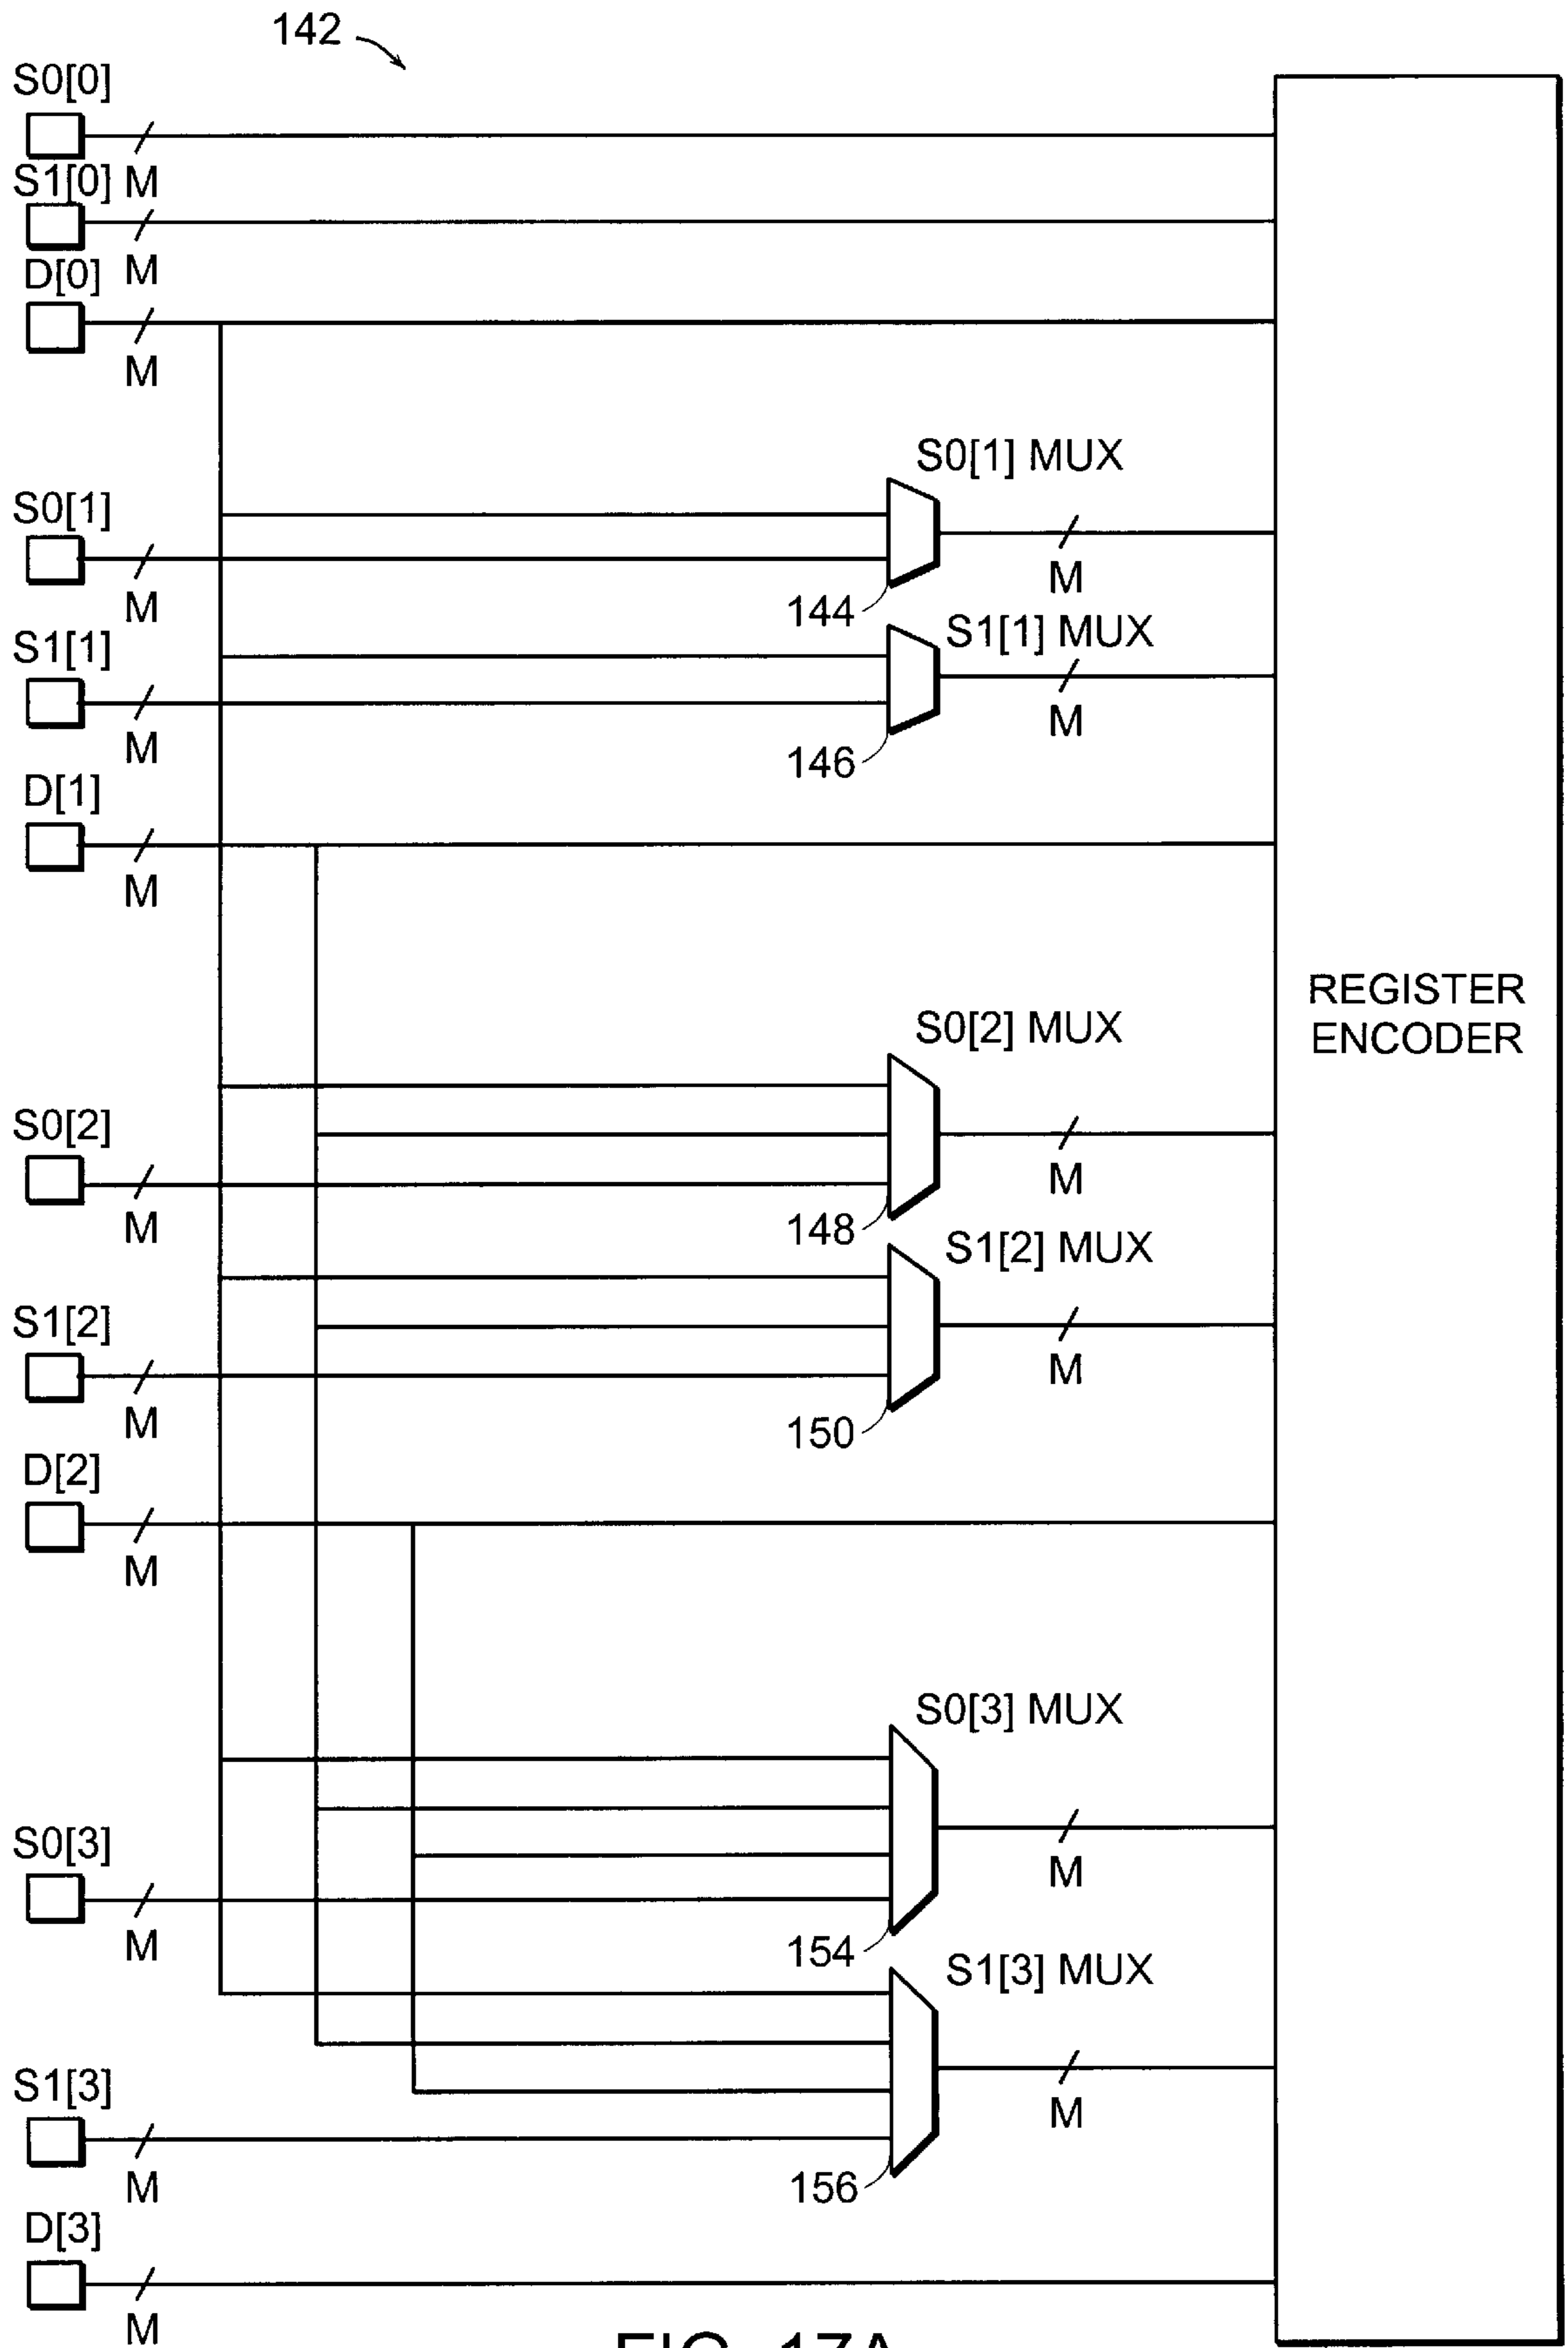 142
S0[0]
M
S1[0]
M
D[0]
M
S0[1] MUX
S0[1]
M
M
144
S1[1] MUX
S1[1]
M
M
146
D[1]
M
REGISTER
ENCODER
S0[2] MUX
S0[2]
M
M
148
S1[2] MUX
S1[2]
M
M
150
D[2]
M
S0[3] MUX
S0[3]
M
M
154
S1[3] MUX
S1[3]
M
M
156
D[3]
M
FIG. 17A